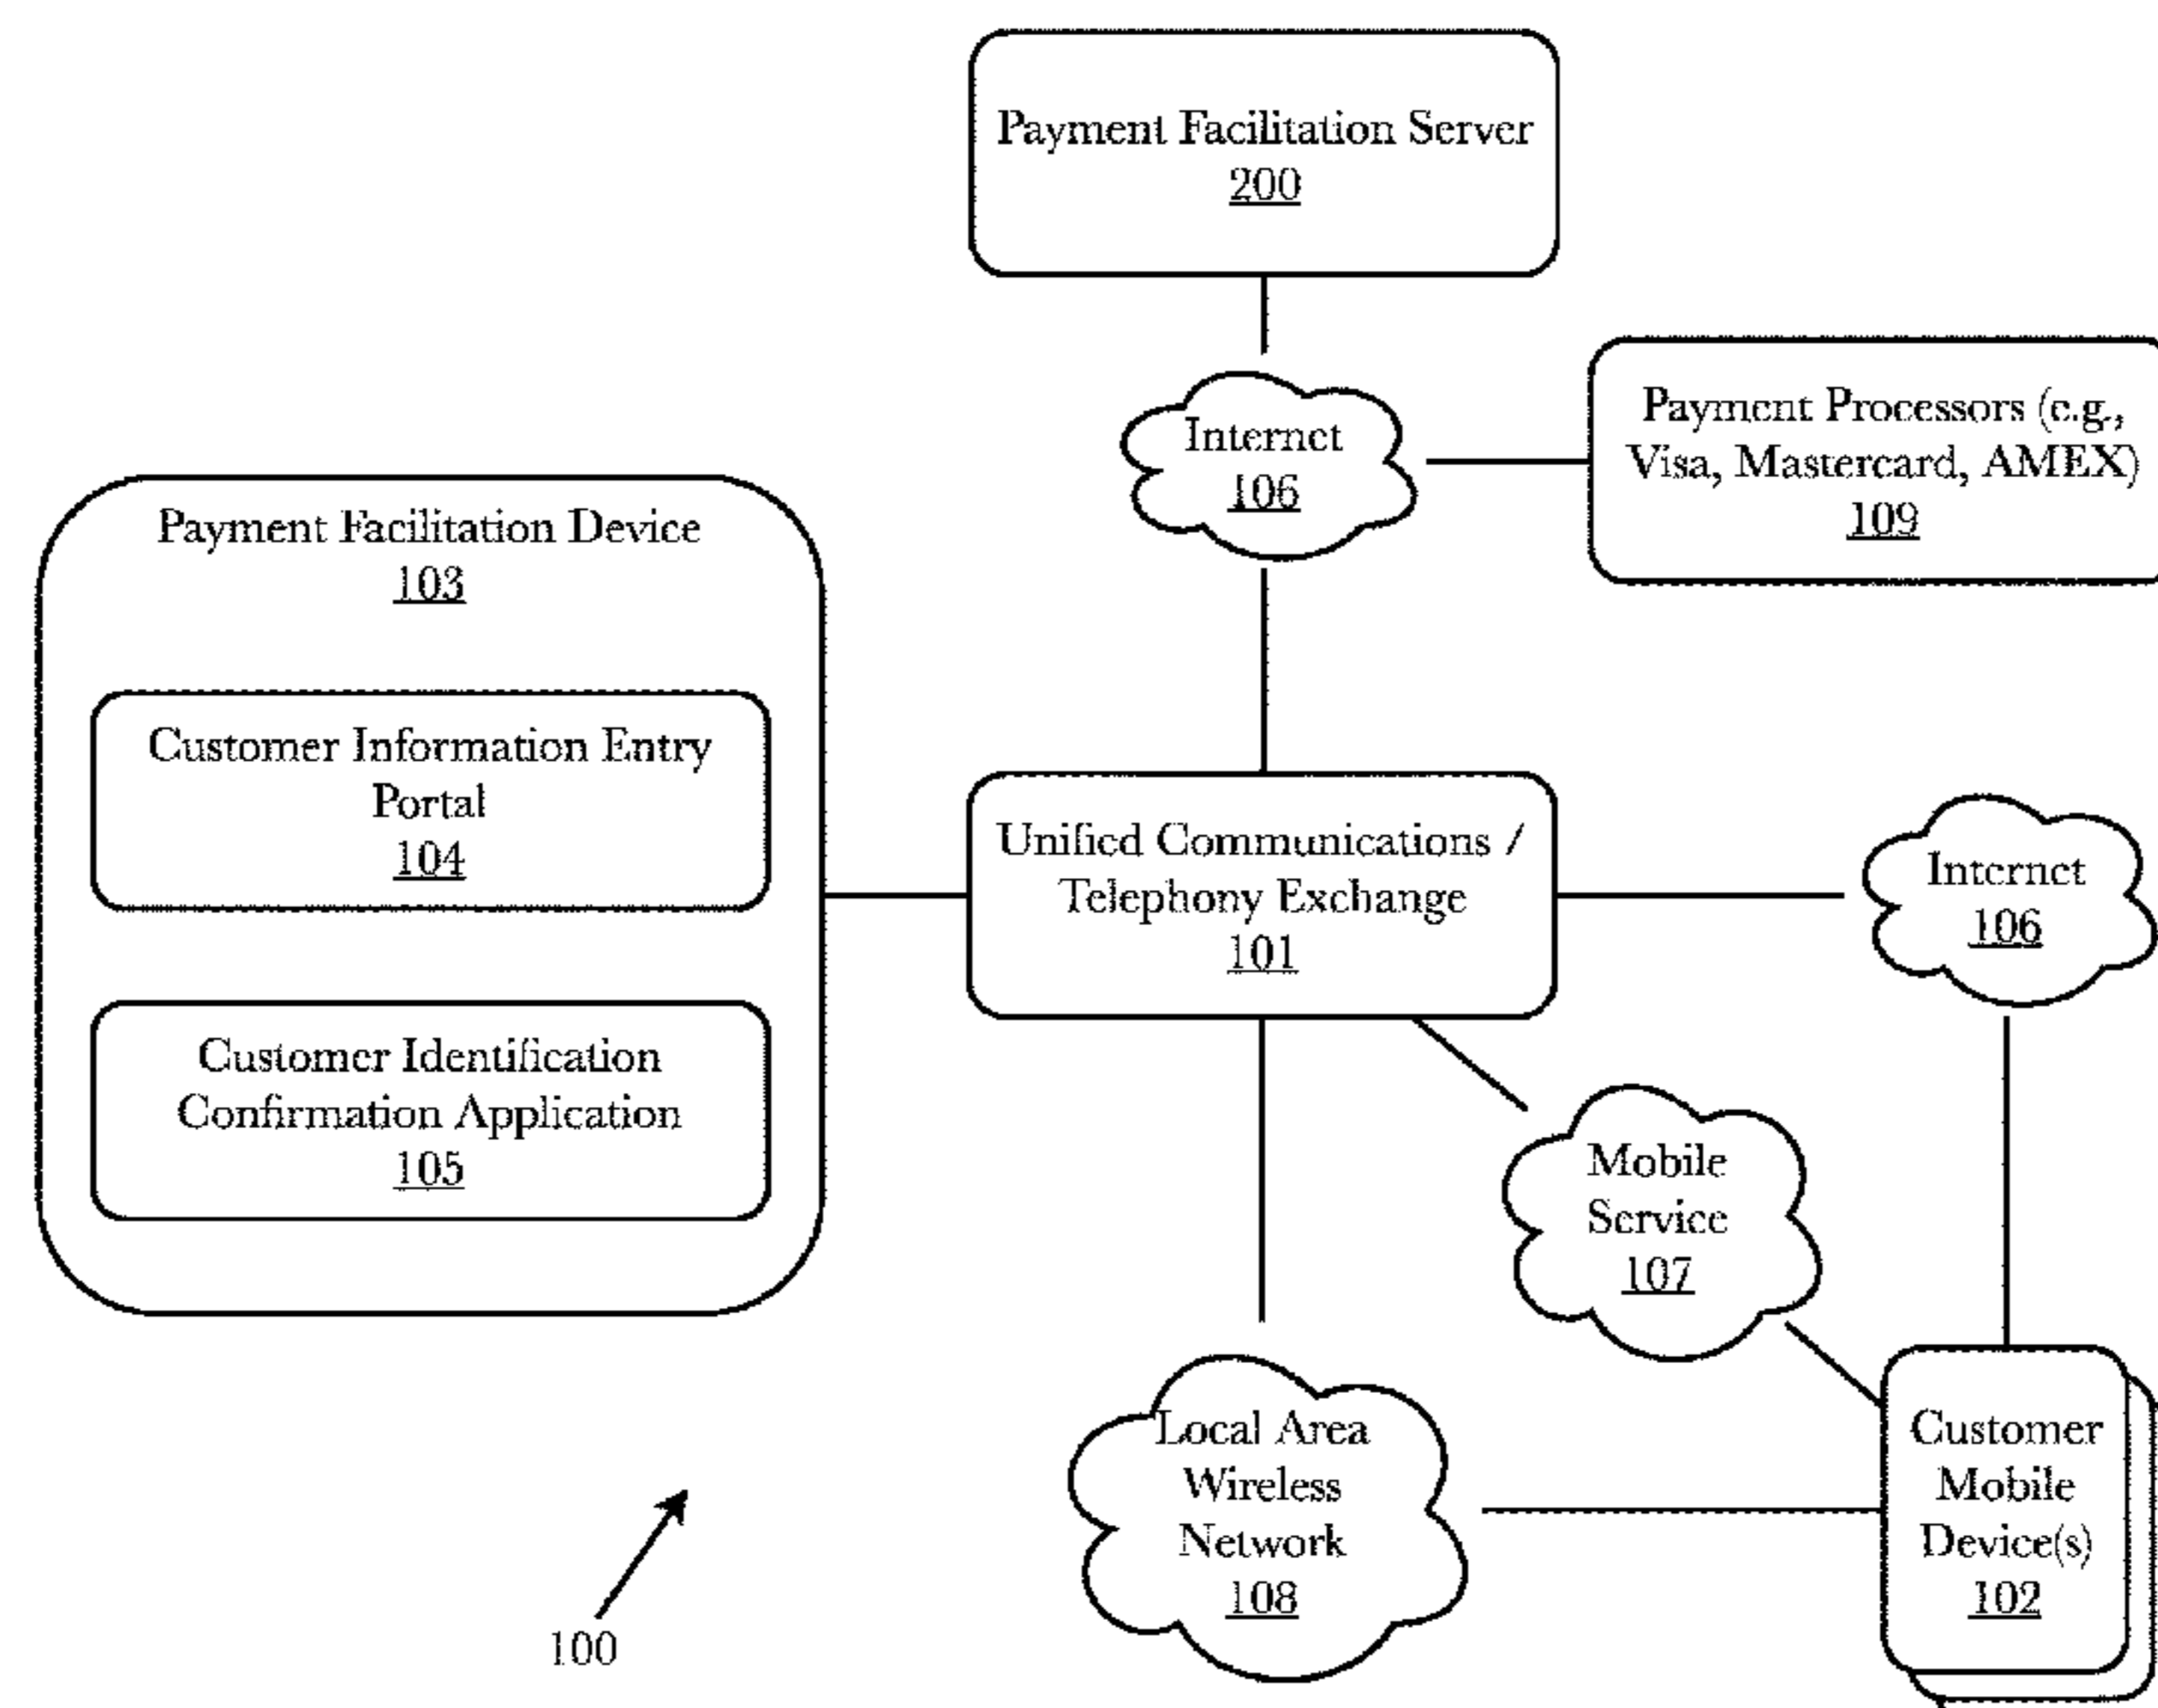 Payment Facilitation Server
200
Internet
106
Payment Processors (e.g.,
Visa, Mastercard, AMEX)
109
Payment Facilitation Device
103
Customer Information Entry
Portal
104
Customer Identification
Confirmation Application
105
Unified Communications /
Telephony Exchange
101
Internet
106
Mobile
Service
107
Local Area
Wireless
Network
108
Customer
Mobile
Device(s)
102
100